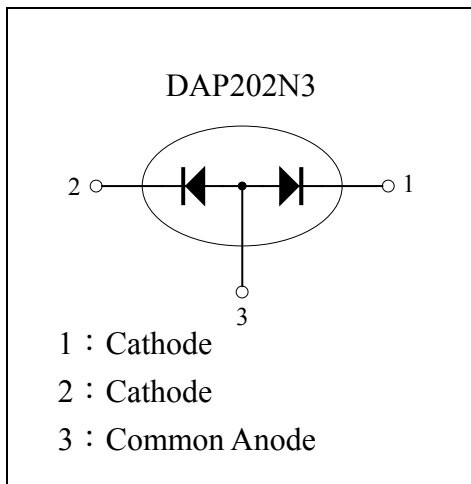 DAP202N3
2 1
3
1：Cathode
2：Cathode
3：Common Anode